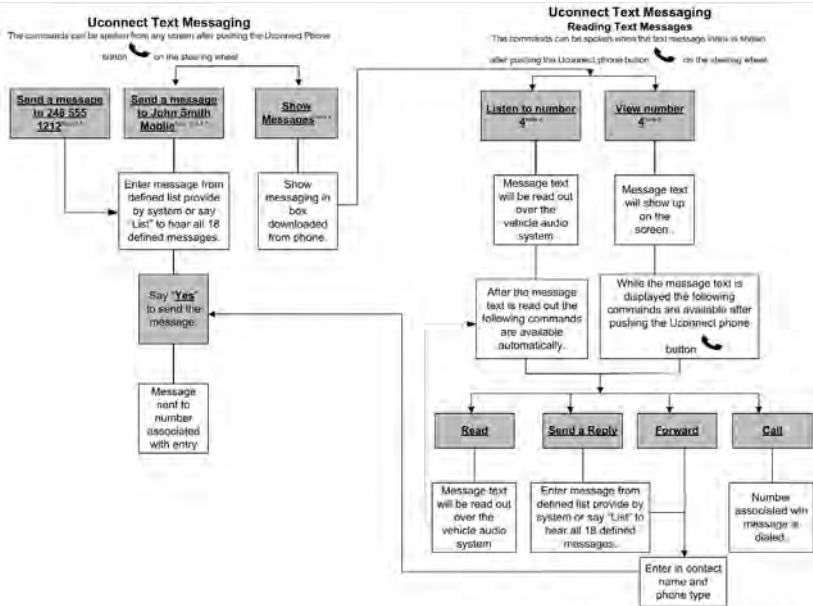 Uconnect Text Messaging
The commands can be spoken from any screen after pushing the Uconnect Phone
button on the steering wheel
Send a message
to 248 555
1212
Send a message
to John Smith
Mobile
Show
Messages
Enter message from
defined list provide
by system or say
"List" to hear all 18
defined messages.
Show
messaging in
box
downloaded
from phone.
Say "Yes"
to send the
message.
Message
sent to
number
associated
with entry
Uconnect Text Messaging
Reading Text Messages
The commands can be spoken when the text message index is shown
after pushing the Uconnect phone button on the steering wheel
Listen to number
4
View number
4
Message text
will be read out
over the
vehicle audio
system
Message text
will show up
on the
screen.
After the message
text is read out the
following commands
are available
automatically.
While the message text is
displayed the following
commands are available after
pushing the Uconnect phone
button
Read
Send a Reply
Forward
Call
Message text
will be read out
over the
vehicle audio
system
Enter message from
defined list provide by
system or say "List" to
hear all 18 defined
messages.
Number
associated win
message is
dialed.
Enter in contact
name and
phone type